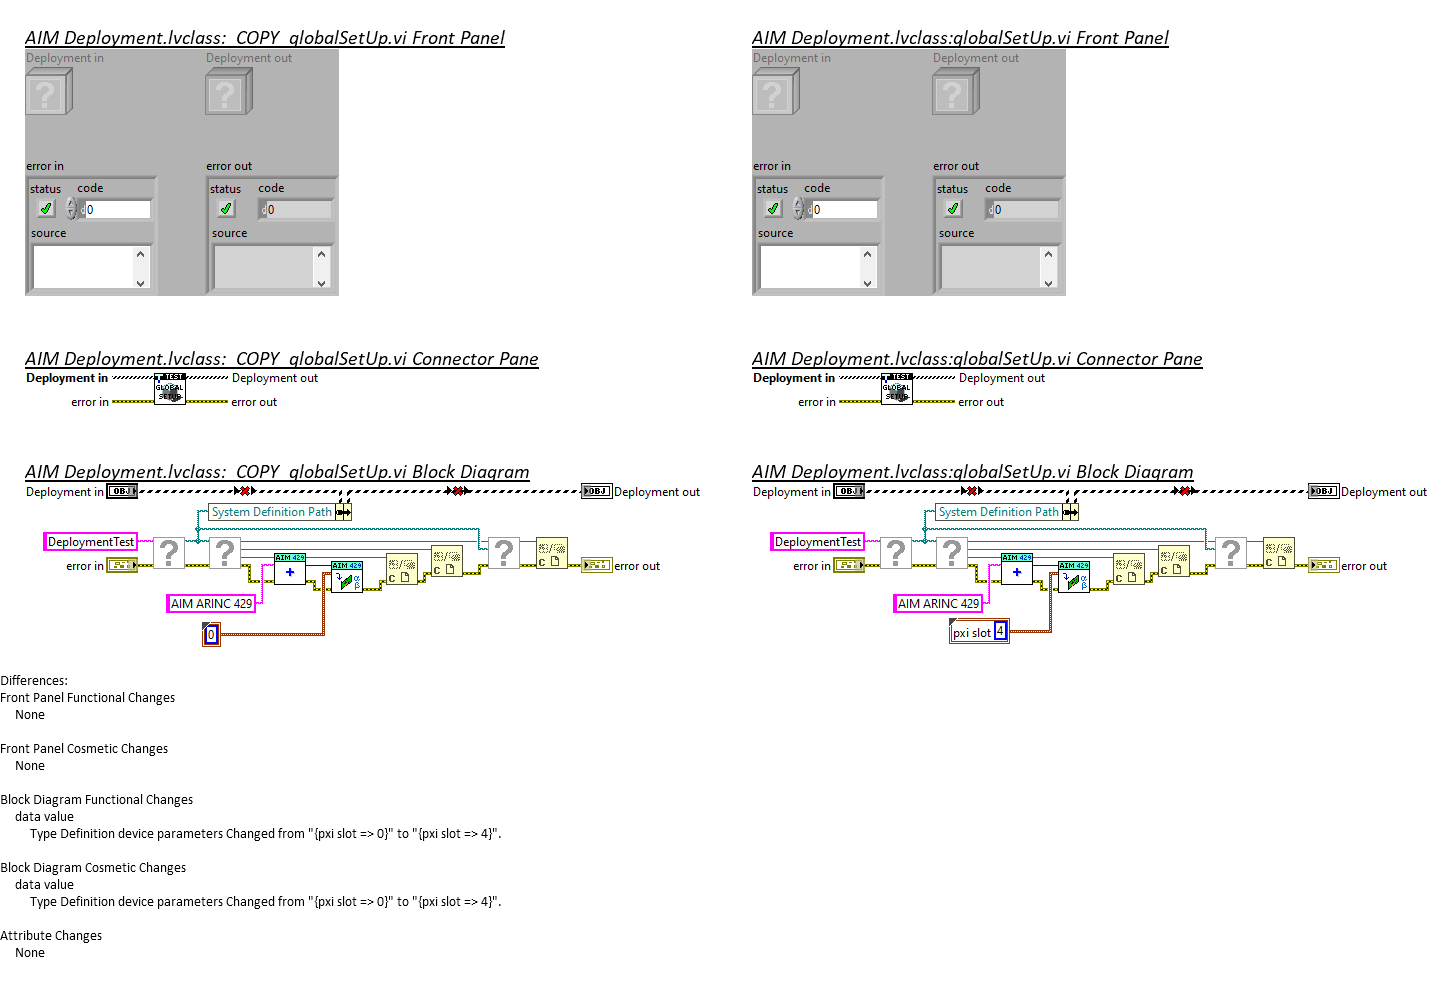 AIM Deployment.lvclass:_COPY_globalSetUp.vi Front Panel
Deployment in
Deployment out
error in
error out
status code
status code
d 0
d 0
source
source
AIM Deployment.lvclass:_COPY_globalSetUp.vi Connector Pane
Deployment in
Deployment out
TEST
GLOBAL
SETUP
error in
error out
AIM Deployment.lvclass:_COPY_globalSetUp.vi Block Diagram
Deployment in
OBJ
OBJ
Deployment out
System Definition Path
DeploymentTest
? ? ?
error in
AIM 429
AIM 429
C
C
C
error out
AIM ARINC 429
0
AIM Deployment.lvclass:globalSetUp.vi Front Panel
Deployment in
Deployment out
error in
error out
status code
status code
d 0
d 0
source
source
AIM Deployment.lvclass:globalSetUp.vi Connector Pane
Deployment in
Deployment out
TEST
GLOBAL
SETUP
error in
error out
AIM Deployment.lvclass:globalSetUp.vi Block Diagram
Deployment in
OBJ
OBJ
Deployment out
System Definition Path
DeploymentTest
? ? ?
error in
AIM 429
AIM 429
C
C
C
error out
AIM ARINC 429
pxi slot 4
Differences:
Front Panel Functional Changes
None
Front Panel Cosmetic Changes
None
Block Diagram Functional Changes
data value
Type Definition device parameters Changed from "{pxi slot => 0}" to "{pxi slot => 4}".
Block Diagram Cosmetic Changes
data value
Type Definition device parameters Changed from "{pxi slot => 0}" to "{pxi slot => 4}".
Attribute Changes
None